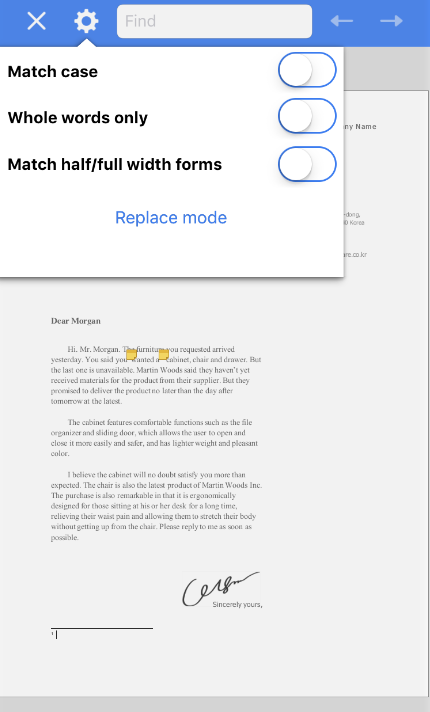 Find
Match case
Whole words only
Match half/full width forms
Replace mode
ny Name
-dong,
0 Korea
are.co.kr
Dear Morgan
Hi, Mr. Morgan. The furniture you requested arrived
yesterday. You said you wanted a cabinet, chair and drawer. But
the last one is unavailable. Martin Woods said they haven't yet
received materials for the product from their supplier. But they
promised to deliver the product no later than the day after
tomorrow at the latest.
The cabinet features comfortable functions such as the file
organizer and sliding door, which allows the user to open and
close it more easily and safer, and has lighter weight and pleasant
color.
I believe the cabinet will no doubt satisfy you more than
expected. The chair is also the latest product of Martin Woods Inc.
The purchase is also remarkable in that it is ergonomically
designed for those sitting at his or her desk for a long time,
relieving their waist pain and allowing them to stretch their body
without getting up from the chair. Please reply to me as soon as
possible.
Sincerely yours,